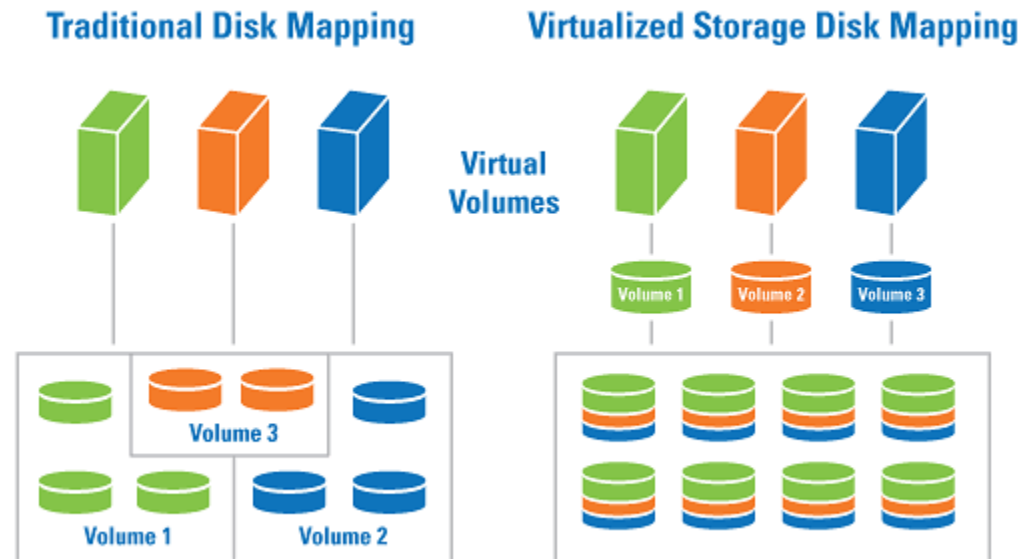 Traditional Disk Mapping
Virtualized Storage Disk Mapping
Virtual
Volumes
Volume 1
Volume 2
Volume 3
Volume 3
Volume 1
Volume 2